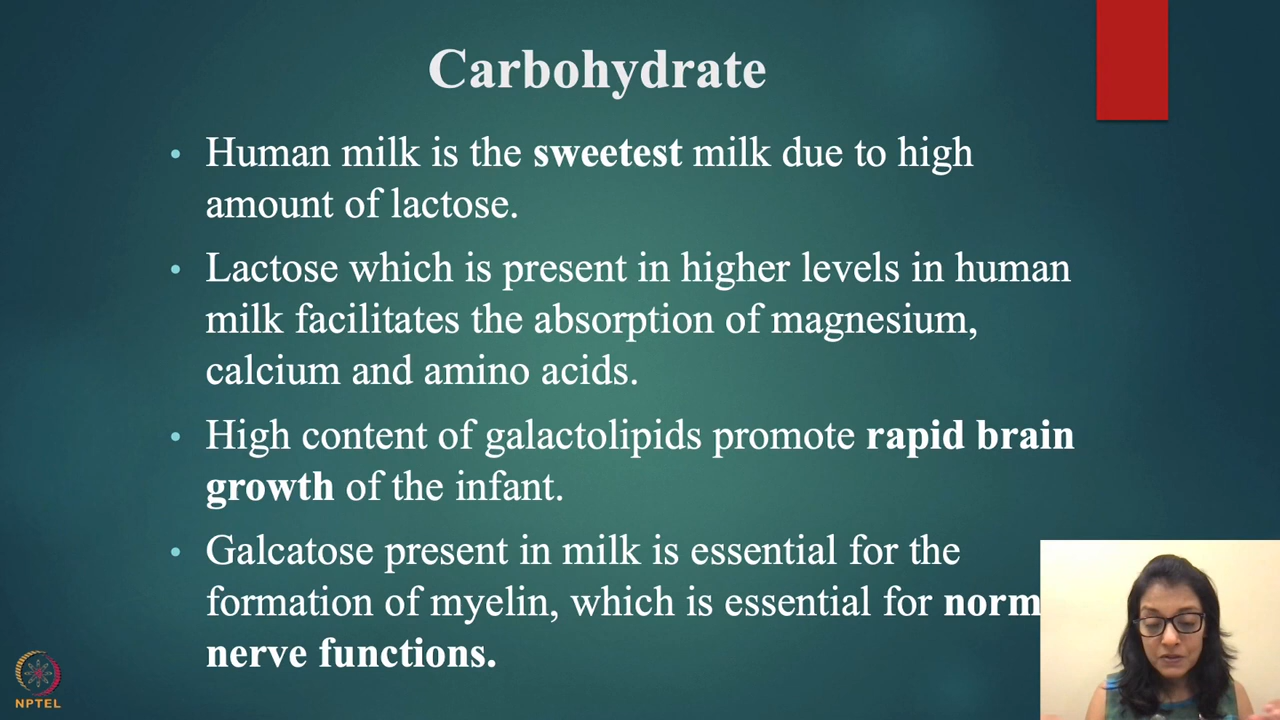 Carbohydrate
• Human milk is the sweetest milk due to high
amount of lactose.
• Lactose which is present in higher levels in human
milk facilitates the absorption of magnesium,
calcium and amino acids.
• High content of galactolipids promote rapid brain
growth of the infant.
• Galcatose present in milk is essential for the
formation of myelin, which is essential for norm
nerve functions.
NPTEL